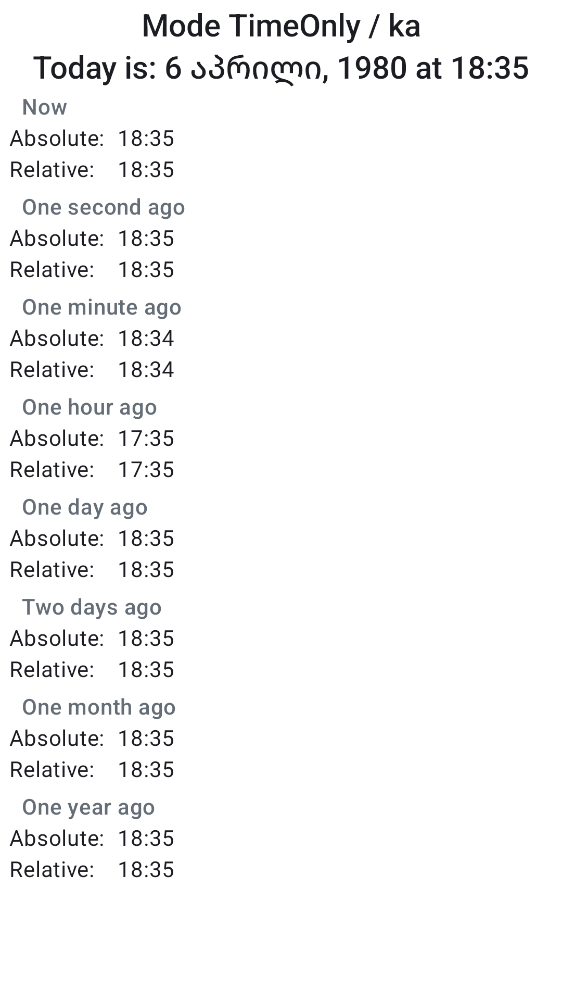 Mode TimeOnly / ka
Today is: 6 აპრილი, 1980 at 18:35
Now
Absolute: 18:35
Relative: 18:35
One second ago
Absolute: 18:35
Relative: 18:35
One minute ago
Absolute: 18:34
Relative: 18:34
One hour ago
Absolute: 17:35
Relative: 17:35
One day ago
Absolute: 18:35
Relative: 18:35
Two days ago
Absolute: 18:35
Relative: 18:35
One month ago
Absolute: 18:35
Relative: 18:35
One year ago
Absolute: 18:35
Relative: 18:35